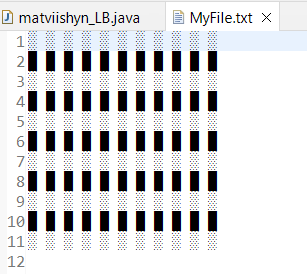 matviishyn_LB.java MyFile.txt
1 ░ ░ ░ ░ ░ ░ ░ ░ ░ ░
2 █ █ █ █ █ █ █ █ █ █
3 ░ ░ ░ ░ ░ ░ ░ ░ ░ ░
4 █ █ █ █ █ █ █ █ █ █
5 ░ ░ ░ ░ ░ ░ ░ ░ ░ ░
6 █ █ █ █ █ █ █ █ █ █
7 ░ ░ ░ ░ ░ ░ ░ ░ ░ ░
8 █ █ █ █ █ █ █ █ █ █
9 ░ ░ ░ ░ ░ ░ ░ ░ ░ ░
10 █ █ █ █ █ █ █ █ █ █
11 ░ ░ ░ ░ ░ ░ ░ ░ ░ ░
12